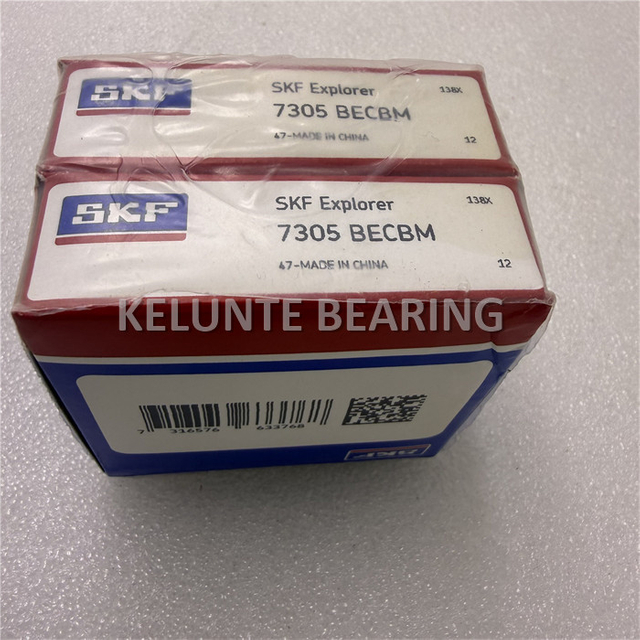 SKF
SKF Explorer
138X
7305 BECBM
47-MADE IN CHINA
12
SKF
SKF Explorer
138X
7305 BECBM
47-MADE IN CHINA
12
KELUNTE BEARING
7 316576 633768
SKF